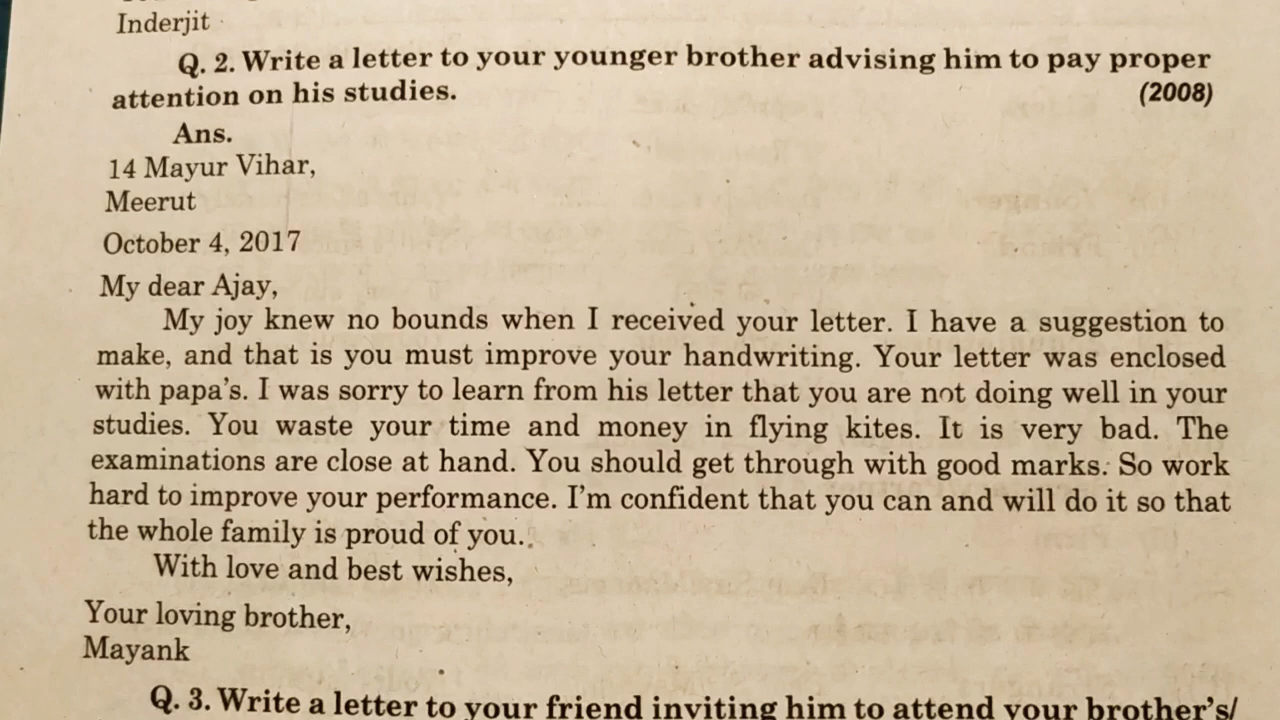 Inderjit
Q. 2. Write a letter to your younger brother advising him to pay proper
attention on his studies. (2008)
Ans.
14 Mayur Vihar,
Meerut
October 4, 2017
My dear Ajay,
My joy knew no bounds when I received your letter. I have a suggestion to
make, and that is you must improve your handwriting. Your letter was enclosed
with papa's. I was sorry to learn from his letter that you are not doing well in your
studies. You waste your time and money in flying kites. It is very bad. The
examinations are close at hand. You should get through with good marks. So work
hard to improve your performance. I'm confident that you can and will do it so that
the whole family is proud of you.
With love and best wishes,
Your loving brother,
Mayank
Q. 3. Write a letter to your friend inviting him to attend your brother's/